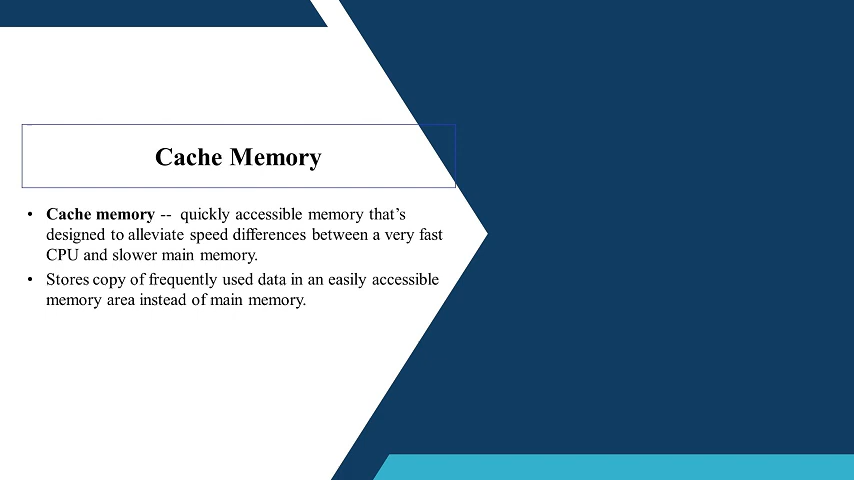 Cache Memory
• Cache memory -- quickly accessible memory that’s
designed to alleviate speed differences between a very fast
CPU and slower main memory.
• Stores copy of frequently used data in an easily accessible
memory area instead of main memory.